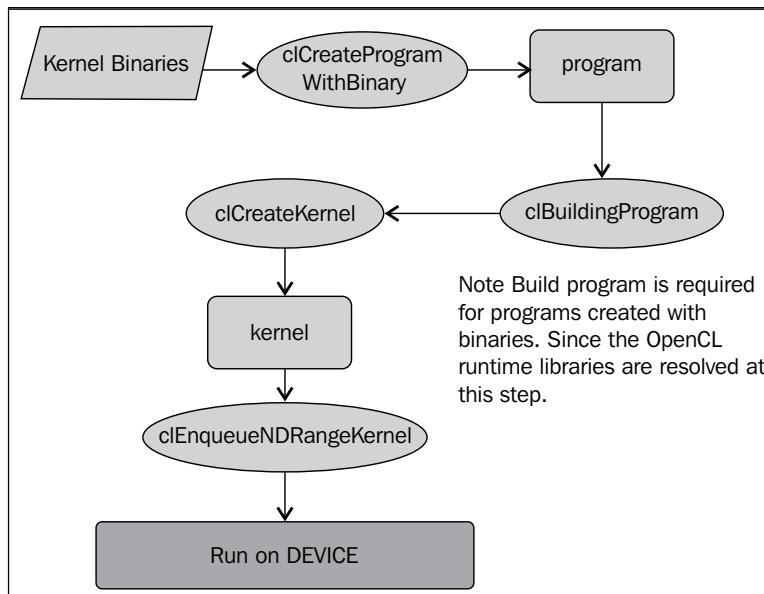 Kernel Binaries
clCreateProgram
WithBinary
program
clCreateKernel
clBuildingProgram
Note Build program is required
for programs created with
binaries. Since the OpenCL
runtime libraries are resolved at
this step.
kernel
clEnqueueNDRangeKernel
Run on DEVICE